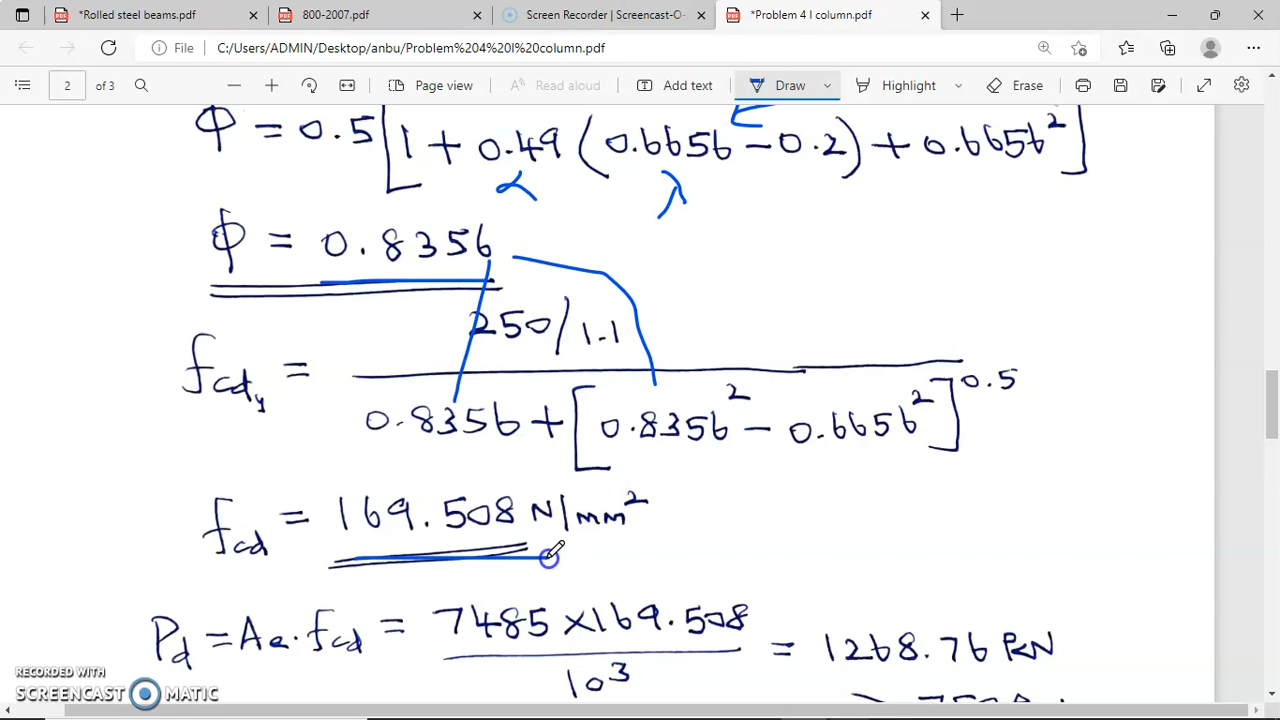 *Rolled steel beams.pdf
800-2007.pdf
Screen Recorder | Screencast-O-
*Problem 4 I column.pdf
File
C:/Users/ADMIN/Desktop/anbu/Problem%204%20I%20column.pdf
2 of 3
Page view
Read aloud
Add text
Draw
Highlight
Erase
Φ = 0.5[1 + 0.49 (0.6656 - 0.2) + 0.6656²]
α λ
Φ = 0.8356
250/1.1
fcdy =
0.8356 + [0.8356² - 0.6656²]^0.5
fcd = 169.508 N/mm²
Pd = Ae.fcd = 7485 x 169.508
10³
= 1268.76 kN
RECORDED WITH
SCREENCAST MATIC